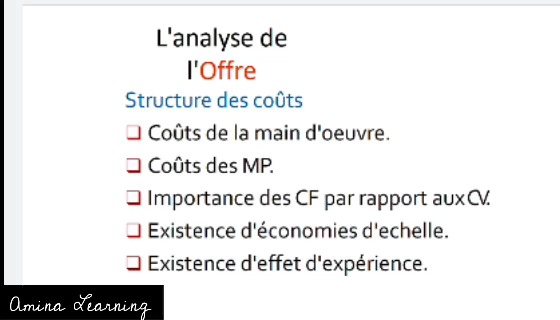 L'analyse de
l'Offre
Structure des coûts
❑ Coûts de la main d'oeuvre.
❑ Coûts des MP.
❑ Importance des CF par rapport aux CV.
❑ Existence d'économies d'echelle.
❑ Existence d'effet d'expérience.
Amina Learning